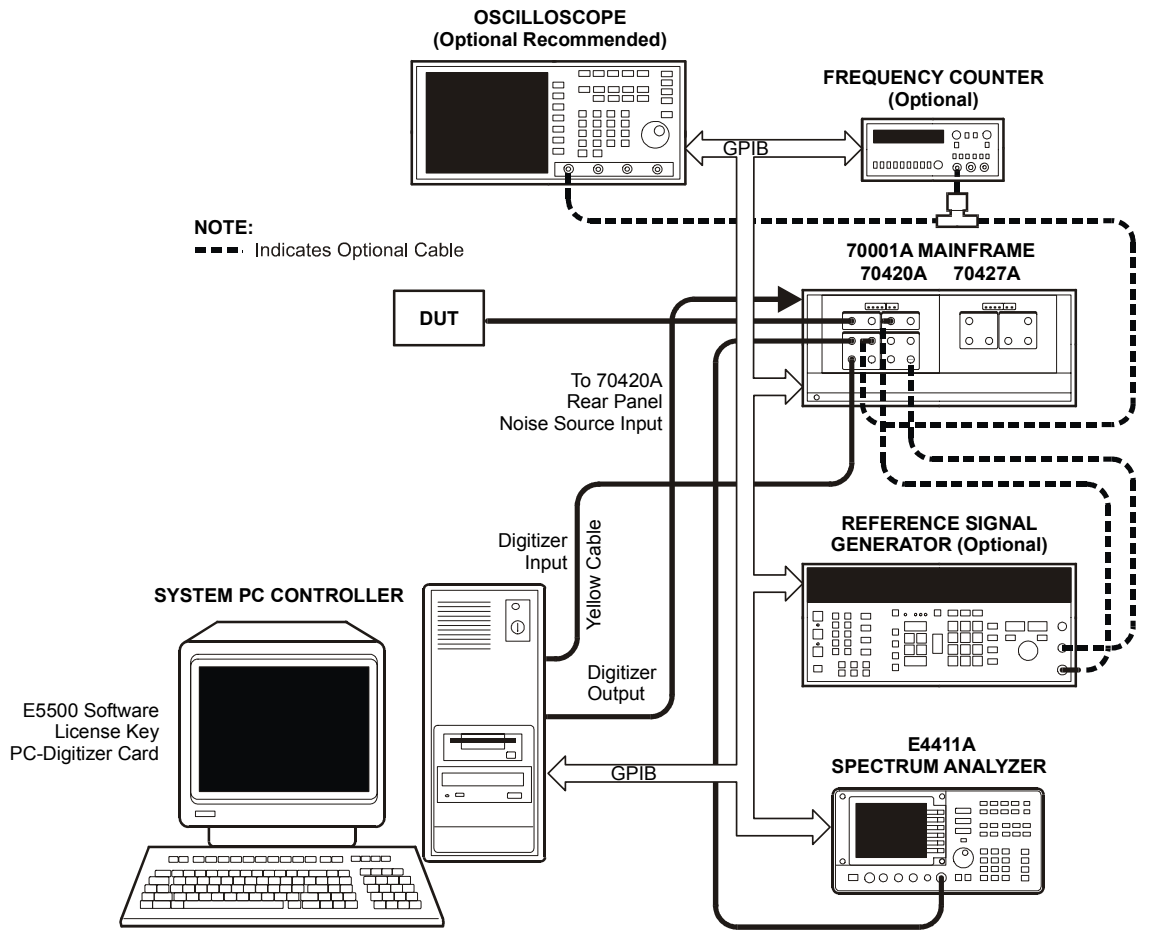 OSCILLOSCOPE
(Optional Recommended)
FREQUENCY COUNTER
(Optional)
GPIB
NOTE:
Indicates Optional Cable
70001A MAINFRAME
70420A 70427A
DUT
To 70420A
Rear Panel
Noise Source Input
Digitizer
Input
Yellow Cable
REFERENCE SIGNAL
GENERATOR (Optional)
SYSTEM PC CONTROLLER
Digitizer
Output
E5500 Software
License Key
PC-Digitizer Card
GPIB
E4411A
SPECTRUM ANALYZER